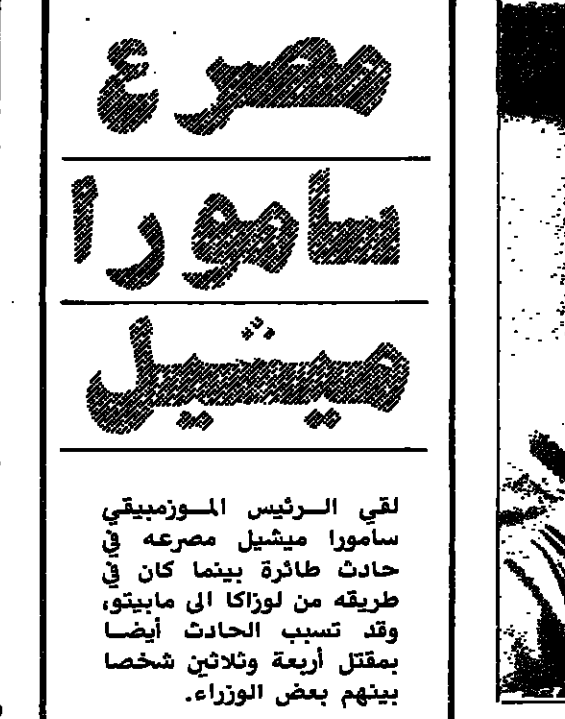 مصرع
سامورا
ميشيل
لقي الـرئيس المـوزمبيقي
سامورا ميشيل مصرعه في
حادث طائرة بينما كان في
طريقه من لوزاكا الى مابيتو،
وقد تسبب الحادث أيضـا
بمقتل أربعة وثلاثين شخصا
بينهم بعض الوزراء.